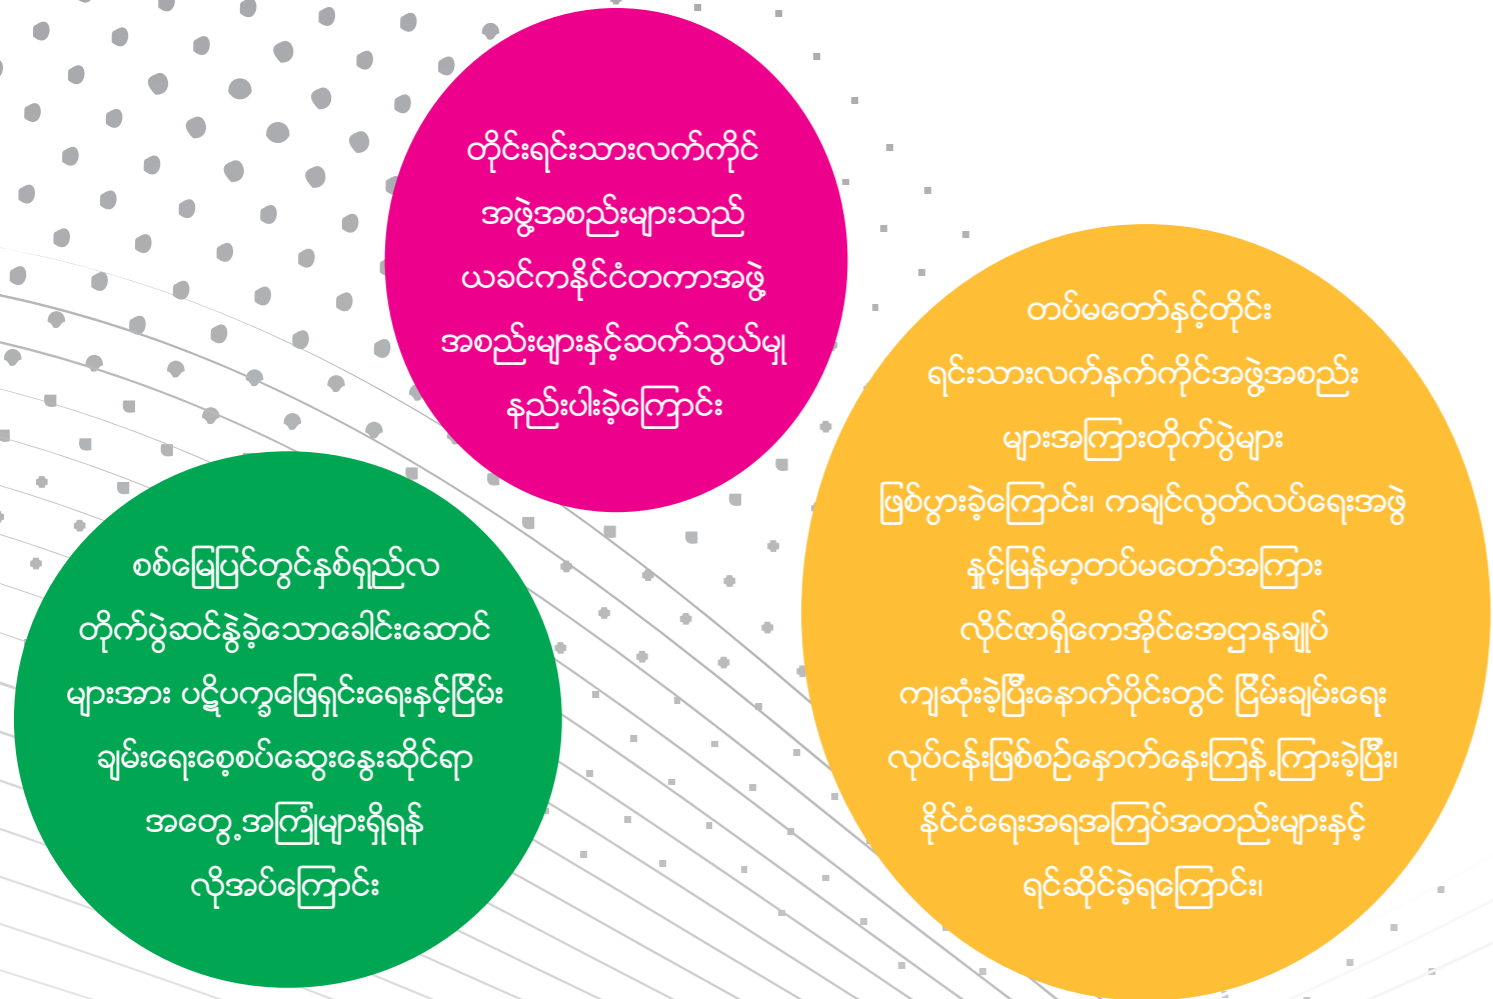 တိုင်းရင်းသားလက်ကိုင်
အဖွဲ့အစည်းများသည်
ယခင်ကနိုင်ငံတကာအဖွဲ့
အစည်းများနှင့်ဆက်သွယ်မှု
နည်းပါးခဲ့ကြောင်း
စစ်မြေပြင်တွင်နှစ်ရှည်လ
တိုက်ပွဲဆင်နွဲခဲ့သောခေါင်းဆောင်
များအား ပဋိပက္ခဖြေရှင်းရေးနှင့်ငြိမ်း
ချမ်းရေးစေ့စပ်ဆွေးနွေးဆိုင်ရာ
အတွေ့အကြုံများရှိရန်
လိုအပ်ကြောင်း
တပ်မတော်နှင့်တိုင်း
ရင်းသားလက်နက်ကိုင်အဖွဲ့အစည်း
များအကြားတိုက်ပွဲများ
ဖြစ်ပွားခဲ့ကြောင်း၊ ကချင်လွတ်လပ်ရေးအဖွဲ့
နှင့်မြန်မာ့တပ်မတော်အကြား
လိုင်ဇာရှိကေအိုင်အေဌာနချုပ်
ကျဆုံးခဲ့ပြီးနောက်ပိုင်းတွင် ငြိမ်းချမ်းရေး
လုပ်ငန်းဖြစ်စဉ်နှောက်နှေးကြန့်ကြားခဲ့ပြီး၊
နိုင်ငံရေးအရအကြပ်အတည်းများနှင့်
ရင်ဆိုင်ခဲ့ရကြောင်း၊